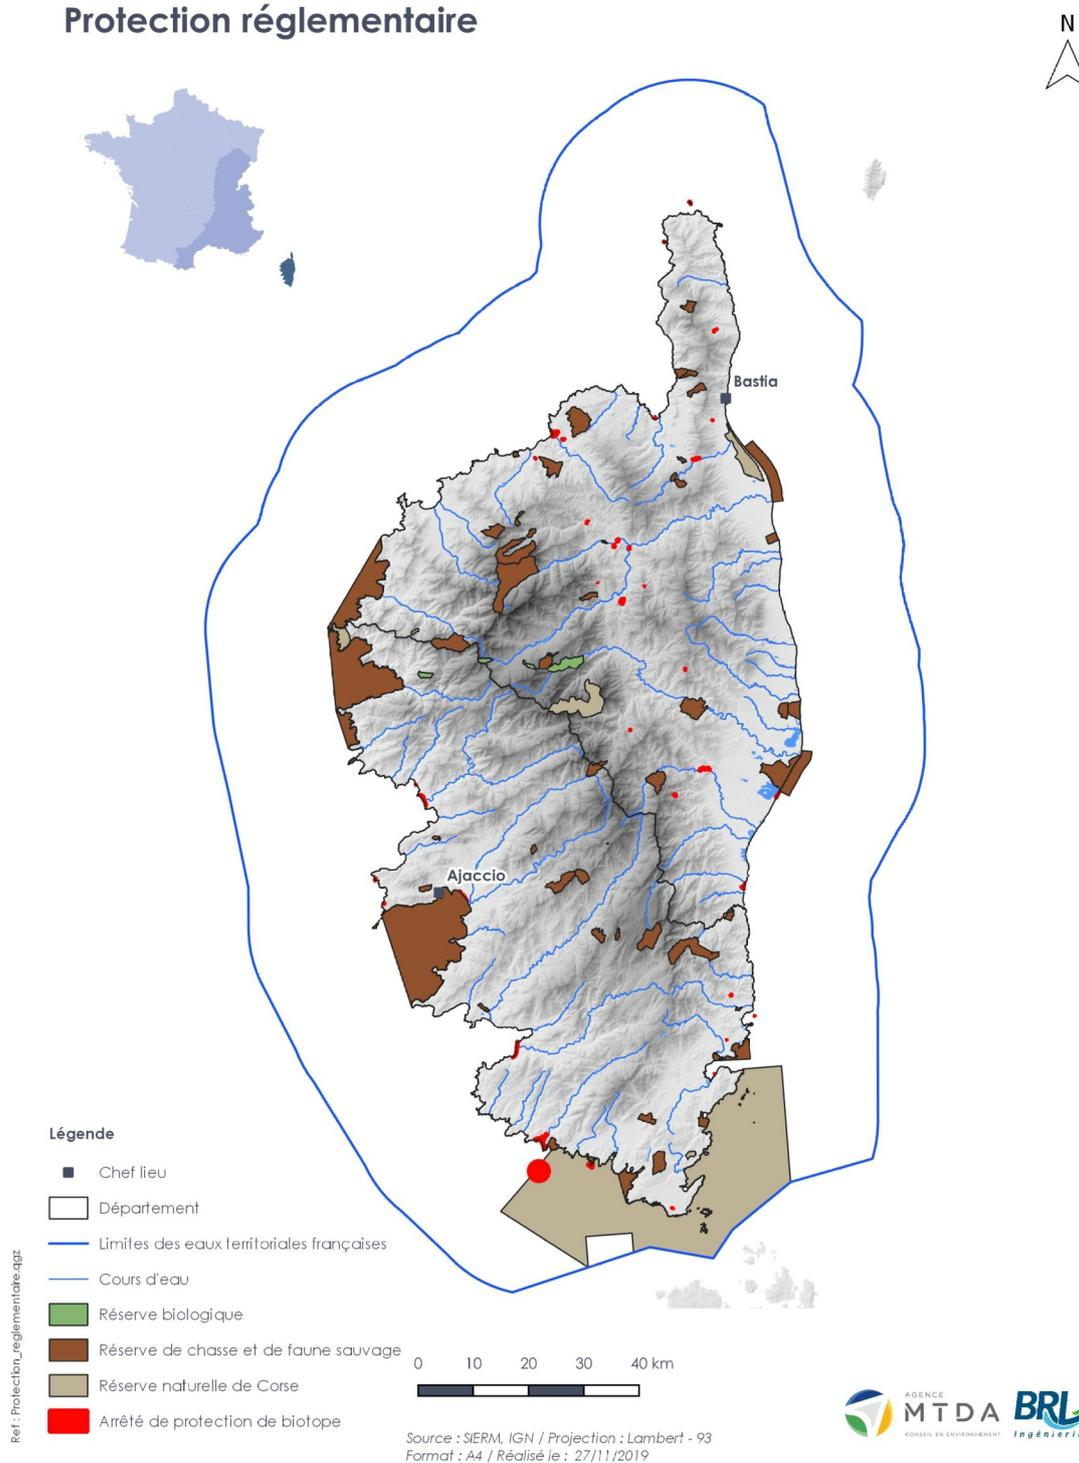 Protection réglementaire
N
Bastia
Ajaccio
Légende
Chef lieu
Département
Limites des eaux territoriales françaises
Cours d'eau
Réserve biologique
Réserve de chasse et de faune sauvage
Réserve naturelle de Corse
Arrêté de protection de biotope
Ref : Protection_reglementaire.qgz
0 10 20 30 40 km
Source : SIERM, IGN / Projection : Lambert - 93
Format : A4 / Réalisé le : 27/11/2019
AGENCE
MTDA
CONSEIL EN ENVIRONNEMENT
BRL
Ingénierie